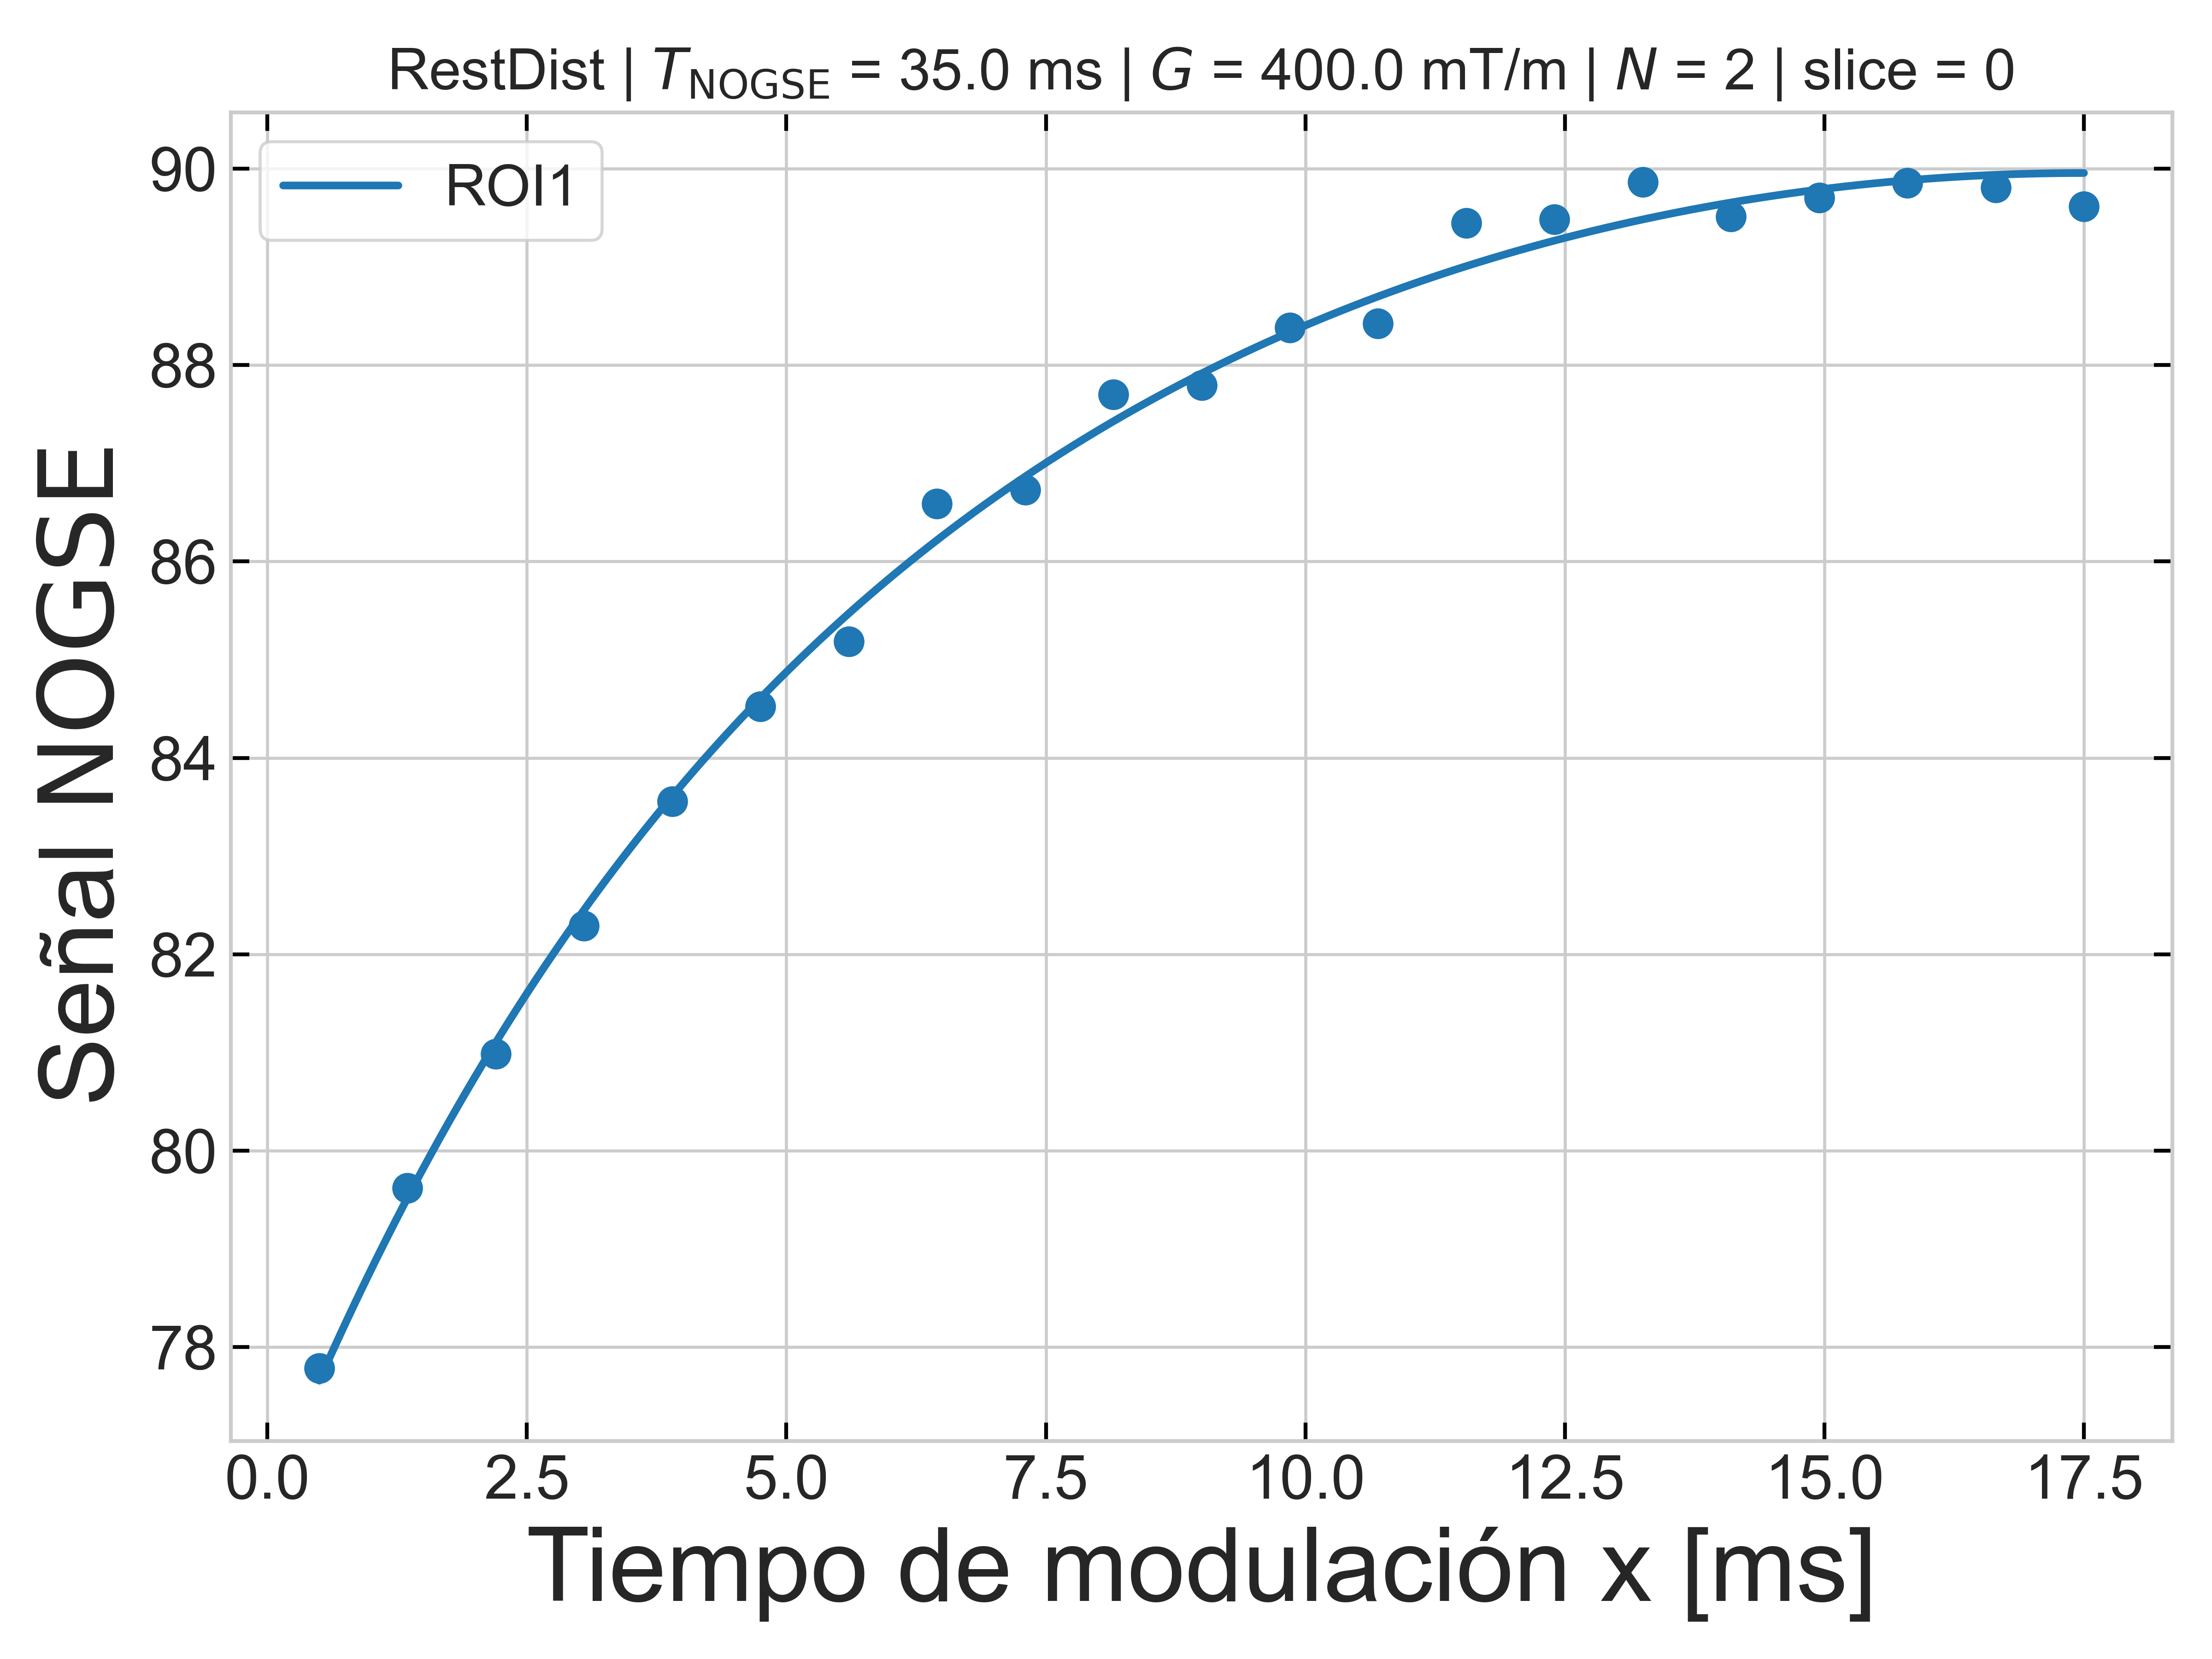 RestDist | T_NOGSE = 35.0 ms | G = 400.0 mT/m | N = 2 | slice = 0
ROI1
90
88
86
84
82
80
78
Señal NOGSE
0.0 2.5 5.0 7.5 10.0 12.5 15.0 17.5
Tiempo de modulación x [ms]